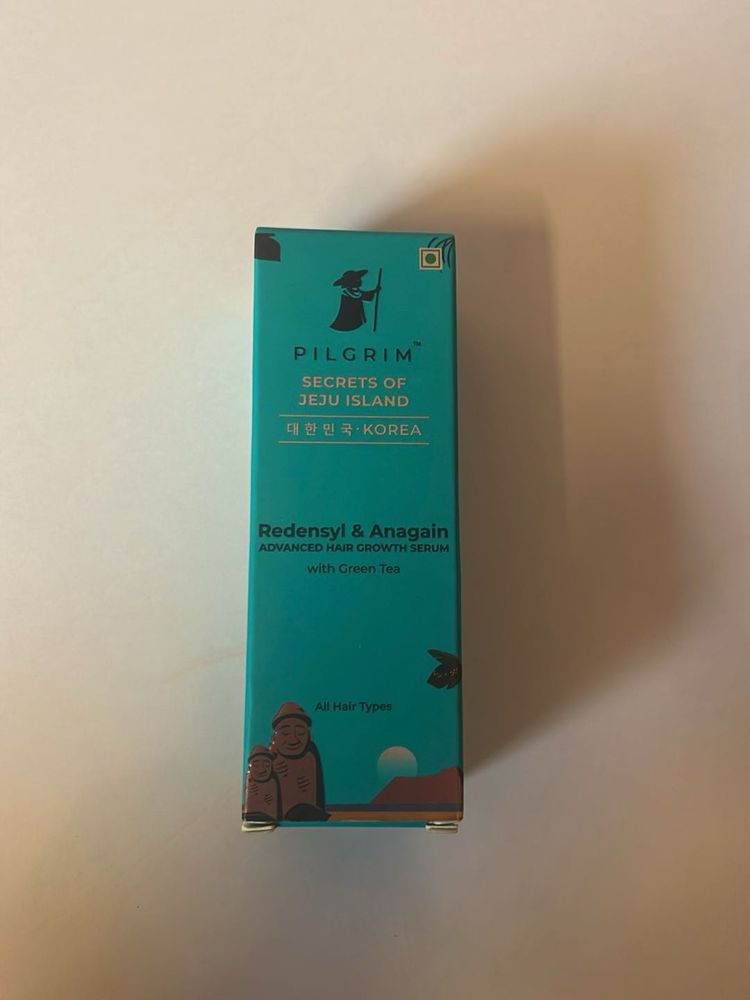 PILGRIM™
SECRETS OF
JEJU ISLAND
대한민국·KOREA
Redensyl & Anagain
ADVANCED HAIR GROWTH SERUM
with Green Tea
All Hair Types